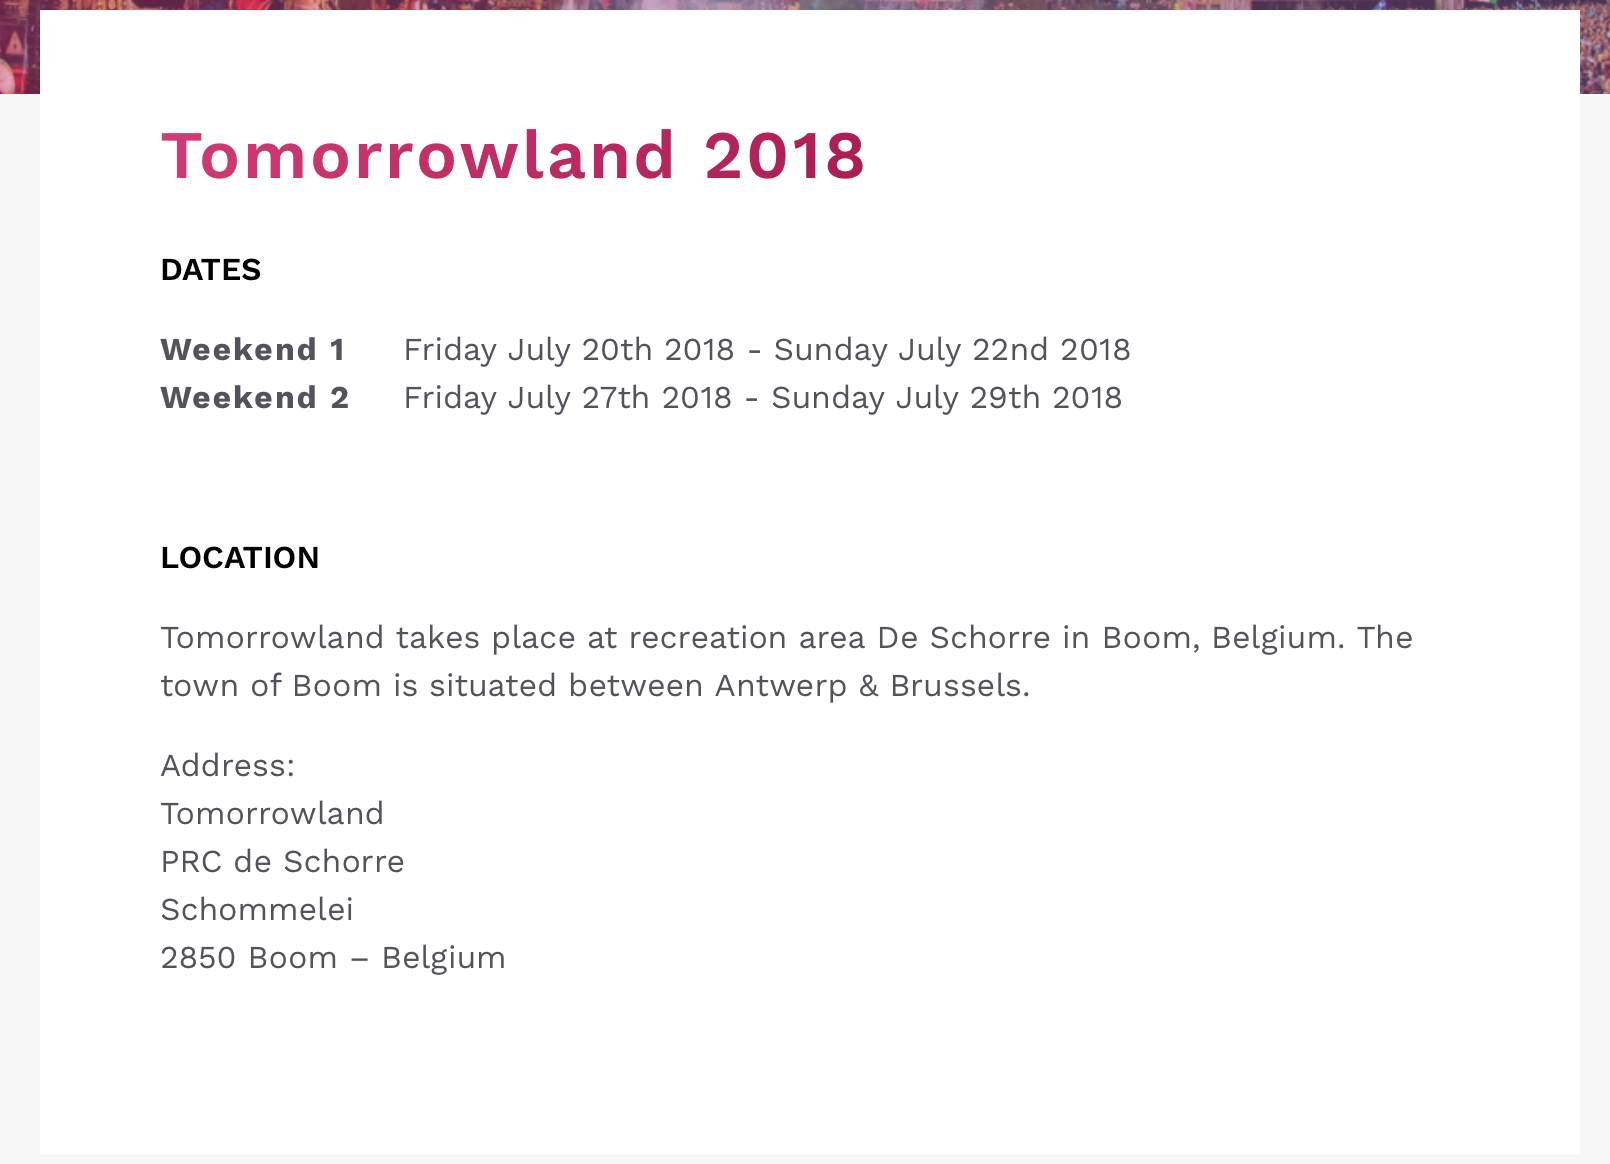 Tomorrowland 2018
DATES
Weekend 1 Friday July 20th 2018 - Sunday July 22nd 2018
Weekend 2 Friday July 27th 2018 - Sunday July 29th 2018
LOCATION
Tomorrowland takes place at recreation area De Schorre in Boom, Belgium. The
town of Boom is situated between Antwerp & Brussels.
Address:
Tomorrowland
PRC de Schorre
Schommelei
2850 Boom – Belgium